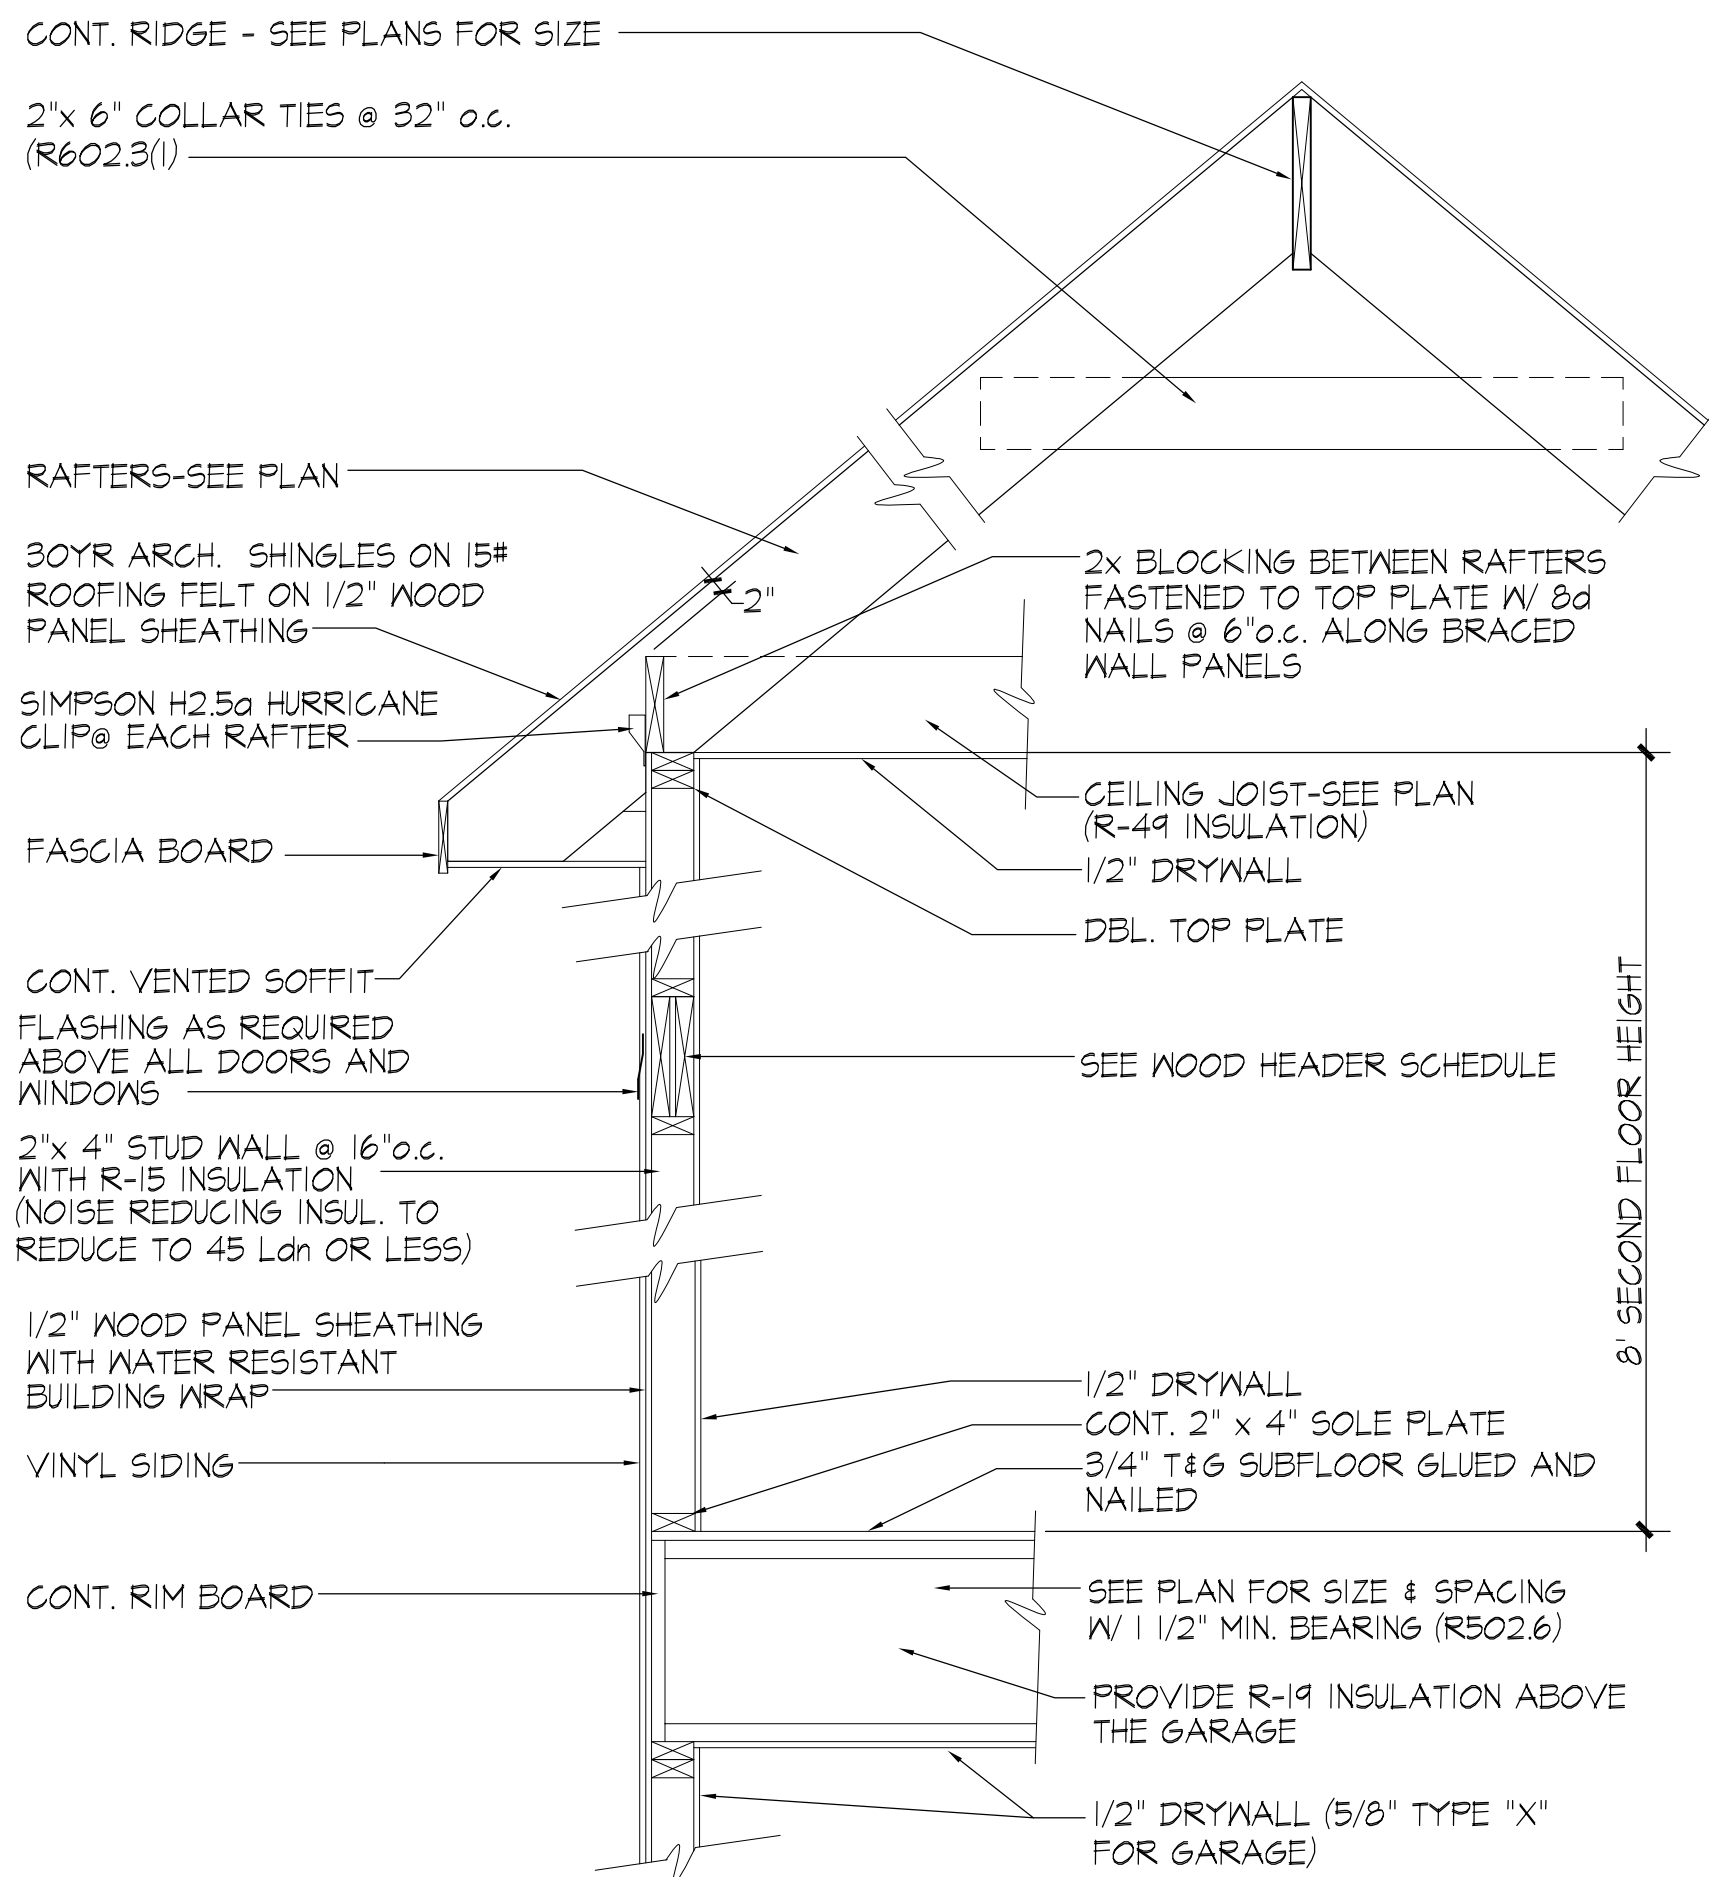 CONT. RIDGE - SEE PLANS FOR SIZE
2"x 6" COLLAR TIES @ 32" o.c.
(R602.3(1)
RAFTERS-SEE PLAN
30YR ARCH. SHINGLES ON 15#
ROOFING FELT ON 1/2" WOOD
PANEL SHEATHING
2"
2x BLOCKING BETWEEN RAFTERS
FASTENED TO TOP PLATE W/ 8d
NAILS @ 6"o.c. ALONG BRACED
WALL PANELS
SIMPSON H2.5a HURRICANE
CLIP@ EACH RAFTER
CEILING JOIST-SEE PLAN
(R-49 INSULATION)
FASCIA BOARD
1/2" DRYWALL
DBL. TOP PLATE
CONT. VENTED SOFFIT
FLASHING AS REQUIRED
ABOVE ALL DOORS AND
WINDOWS
SEE WOOD HEADER SCHEDULE
8' SECOND FLOOR HEIGHT
2"x 4" STUD WALL @ 16"o.c.
WITH R-15 INSULATION
(NOISE REDUCING INSUL. TO
REDUCE TO 45 Ldn OR LESS)
1/2" WOOD PANEL SHEATHING
WITH WATER RESISTANT
BUILDING WRAP
1/2" DRYWALL
CONT. 2" x 4" SOLE PLATE
VINYL SIDING
3/4" T&G SUBFLOOR GLUED AND
NAILED
CONT. RIM BOARD
SEE PLAN FOR SIZE & SPACING
W/ 1 1/2" MIN. BEARING (R502.6)
PROVIDE R-19 INSULATION ABOVE
THE GARAGE
1/2" DRYWALL (5/8" TYPE "X"
FOR GARAGE)